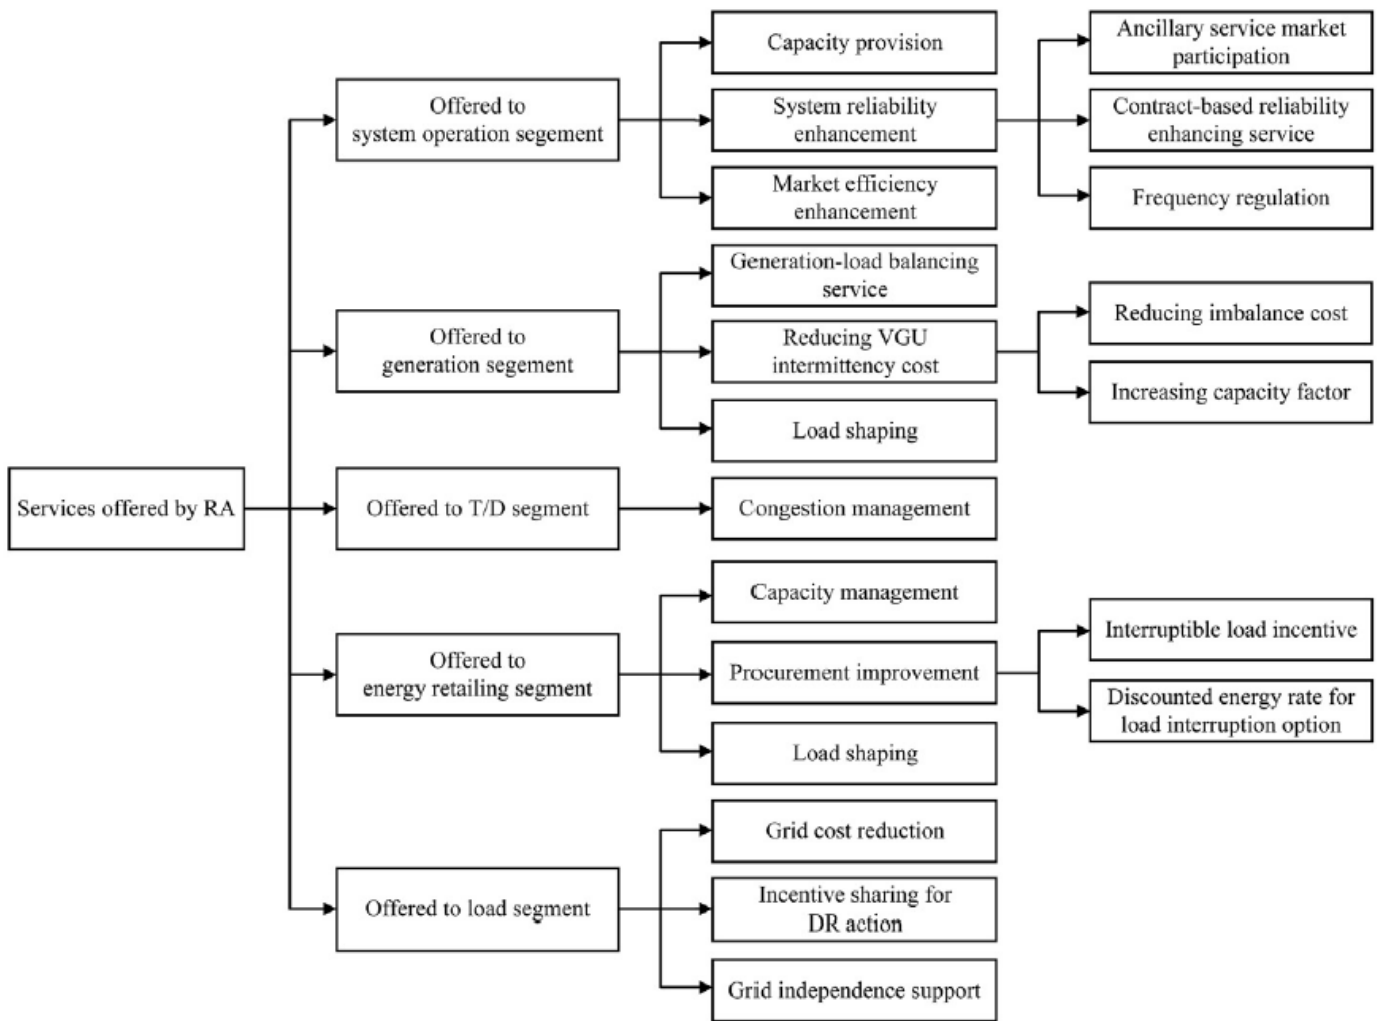 Services offered by RA
Offered to
system operation segement
Capacity provision
System reliability
enhancement
Ancillary service market
participation
Contract-based reliability
enhancing service
Frequency regulation
Market efficiency
enhancement
Offered to
generation segement
Generation-load balancing
service
Reducing VGU
intermittency cost
Reducing imbalance cost
Increasing capacity factor
Load shaping
Offered to T/D segment
Congestion management
Offered to
energy retailing segment
Capacity management
Procurement improvement
Interruptible load incentive
Discounted energy rate for
load interruption option
Load shaping
Offered to load segment
Grid cost reduction
Incentive sharing for
DR action
Grid independence support